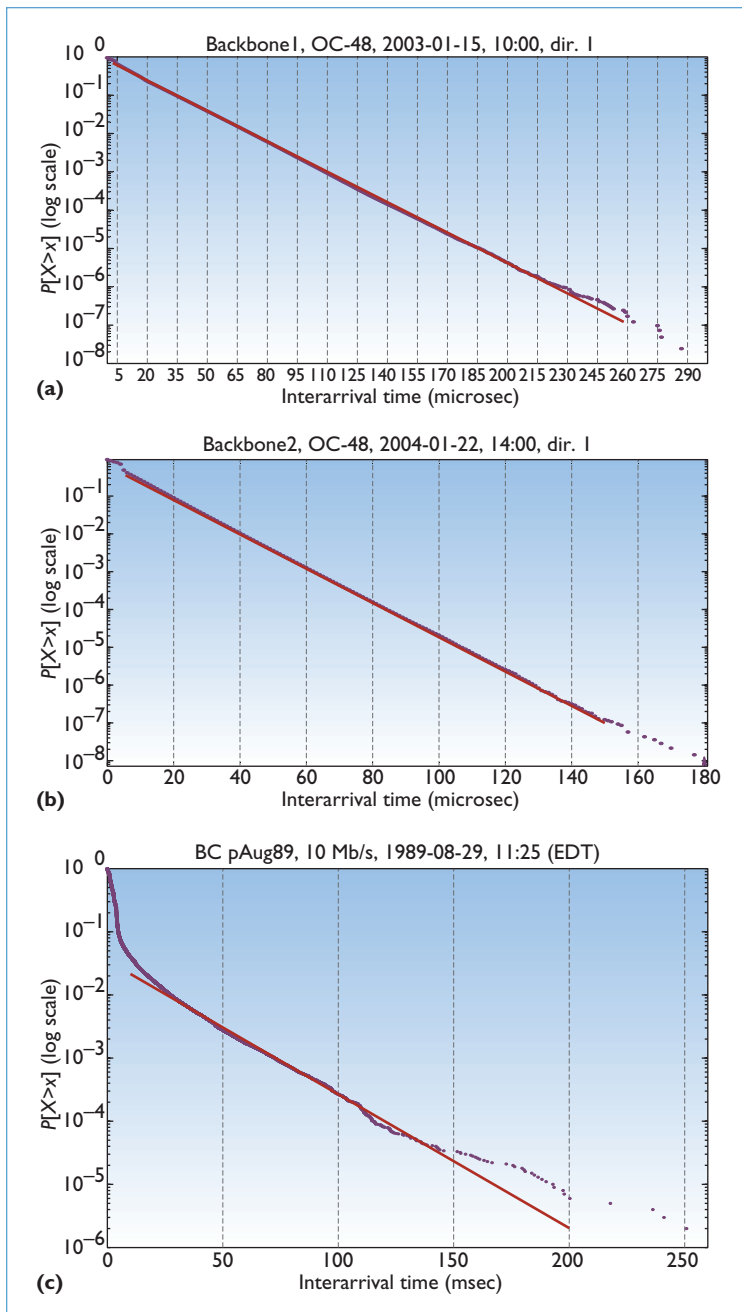 Backbone1, OC-48, 2003-01-15, 10:00, dir. 1
10 0
10−1
10−2
10−3
10−4
10−5
10−6
10−7
10−8
P[X>x] (log scale)
5 20 35 50 65 80 95 110 125 140 155 170 185 200 215 230 245 260 275 290
Interarrival time (microsec)
(a)
Backbone2, OC-48, 2004-01-22, 14:00, dir. 1
10−1
10−2
10−3
10−4
10−5
10−6
10−7
10−8
P[X>x] (log scale)
0 20 40 60 80 100 120 140 160 180
Interarrival time (microsec)
(b)
BC pAug89, 10 Mb/s, 1989-08-29, 11:25 (EDT)
10 0
10−1
10−2
10−3
10−4
10−5
10−6
P[X>x] (log scale)
0 50 100 150 200 250
Interarrival time (msec)
(c)